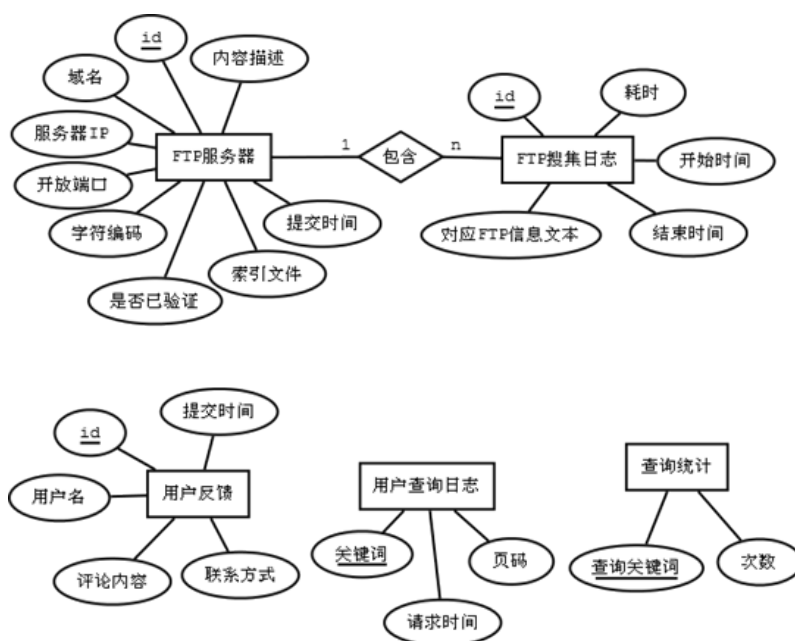 id
内容描述
域名
服务器IP
开放端口
字符编码
是否已验证
索引文件
提交时间
FTP服务器
1
包含
n
id
耗时
FTP搜集日志
开始时间
对应FTP信息文本
结束时间
id
提交时间
用户名
用户反馈
评论内容
联系方式
用户查询日志
关键词
页码
请求时间
查询统计
查询关键词
次数